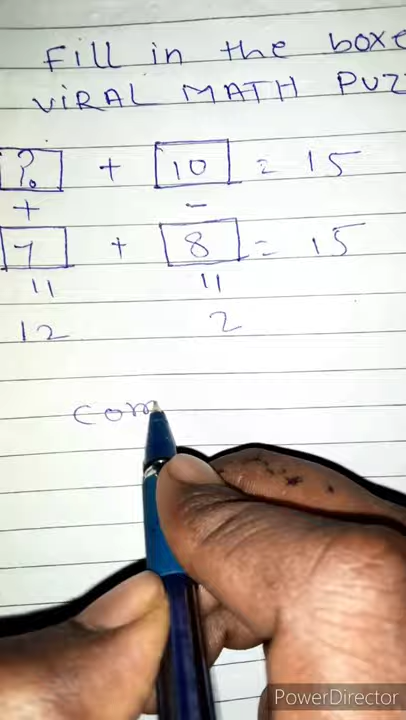 Fill in the boxe
VIRAL MATH PUZ
? + 10 = 15
+ -
7 + 8 = 15
11 11
12 2
com
PowerDirector